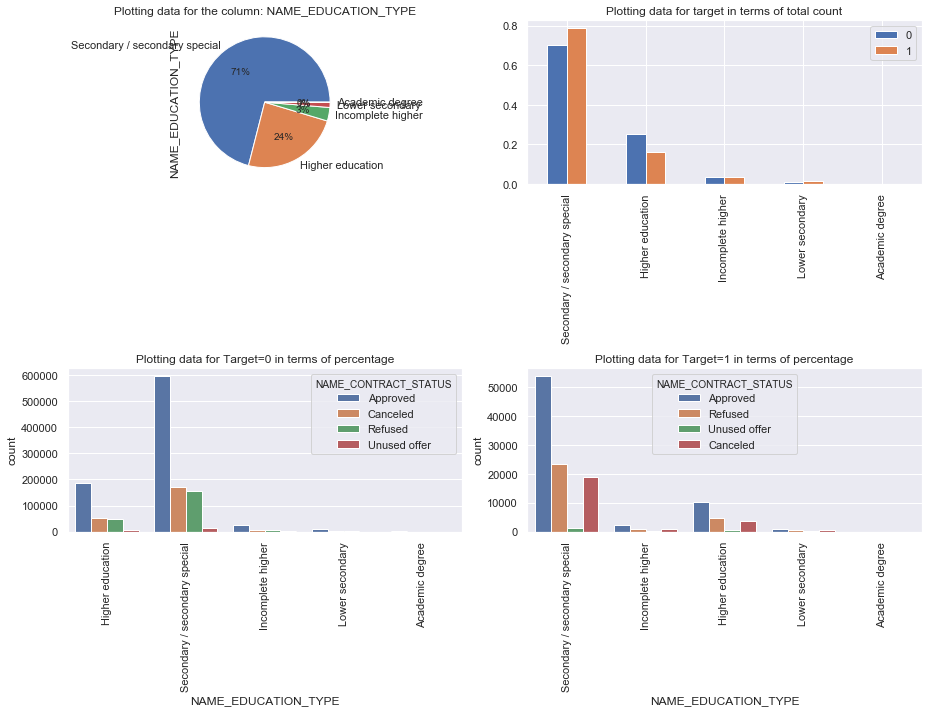 Plotting data for the column: NAME_EDUCATION_TYPE
NAME_EDUCATION_TYPE
Secondary / secondary special
71%
24%
3%
Academic degree
Lower secondary
Incomplete higher
Higher education
Plotting data for target in terms of total count
0.8
0.6
0.4
0.2
0.0
0
1
Secondary / secondary special
Higher education
Incomplete higher
Lower secondary
Academic degree
Plotting data for Target=0 in terms of percentage
count
600000
500000
400000
300000
200000
100000
0
NAME_CONTRACT_STATUS
Approved
Canceled
Refused
Unused offer
Higher education
Secondary / secondary special
Incomplete higher
Lower secondary
Academic degree
NAME_EDUCATION_TYPE
Plotting data for Target=1 in terms of percentage
count
50000
40000
30000
20000
10000
0
NAME_CONTRACT_STATUS
Approved
Refused
Unused offer
Canceled
Secondary / secondary special
Incomplete higher
Higher education
Lower secondary
Academic degree
NAME_EDUCATION_TYPE